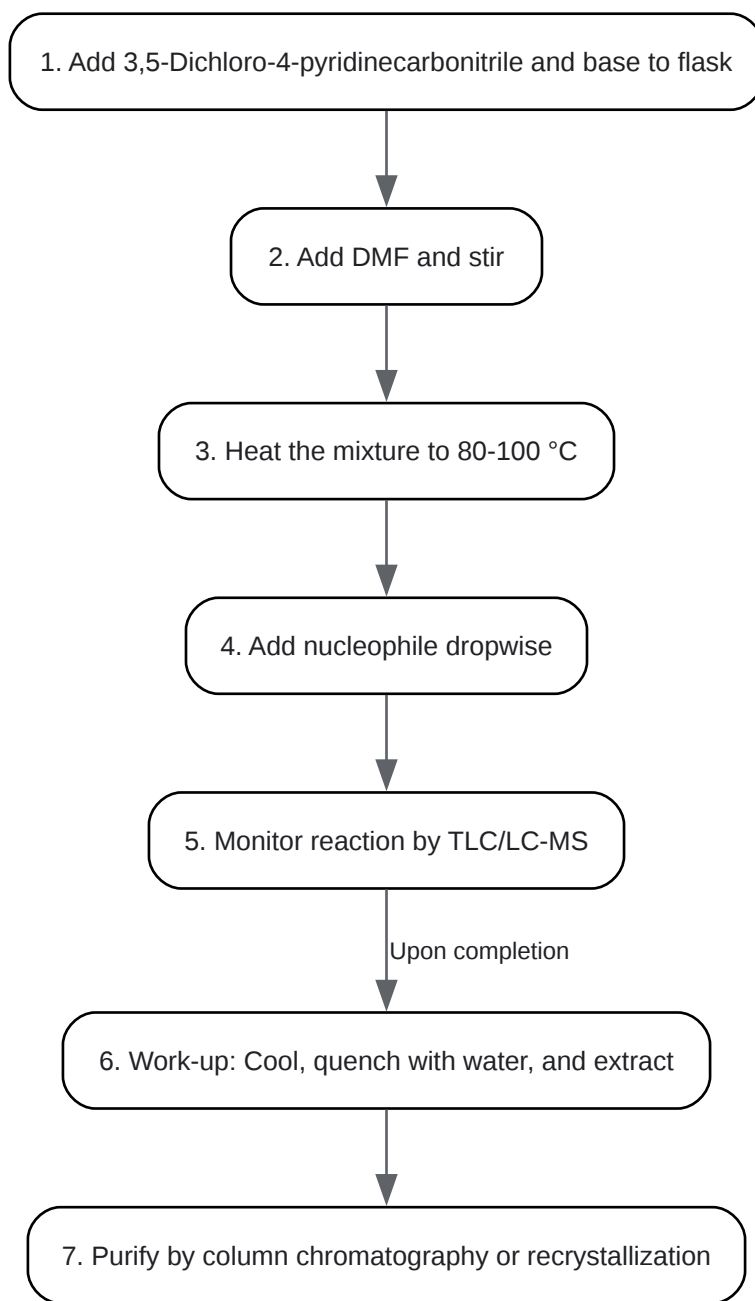 1. Add 3,5-Dichloro-4-pyridinecarbonitrile and base to flask
2. Add DMF and stir
3. Heat the mixture to 80-100 °C
4. Add nucleophile dropwise
5. Monitor reaction by TLC/LC-MS
Upon completion
6. Work-up: Cool, quench with water, and extract
7. Purify by column chromatography or recrystallization